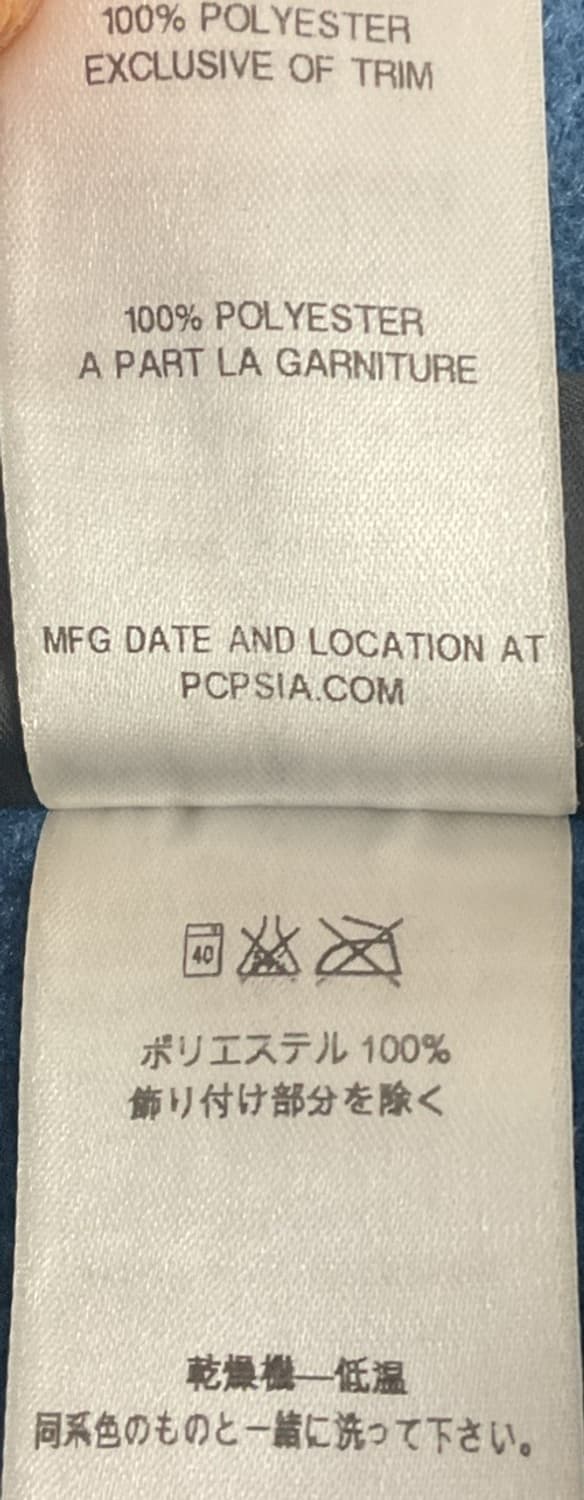 100% POLYESTER
EXCLUSIVE OF TRIM
100% POLYESTER
A PART LA GARNITURE
MFG DATE AND LOCATION AT
PCPSIA.COM
40
ポリエステル 100%
飾り付け部分を除く
乾燥機—低温
同系色のものと一緒に洗って下さい。